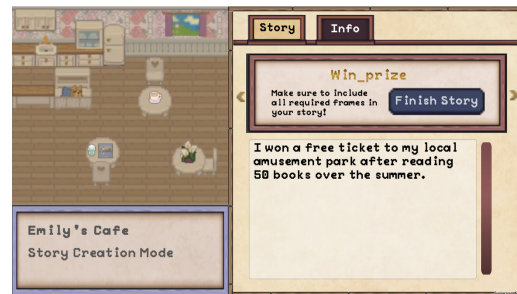 Story
Info
Win_prize
Make sure to include
all required frames in
your story!
Finish Story
I won a free ticket to my local
amusement park after reading
50 books over the summer.
Emily's Cafe
Story Creation Mode